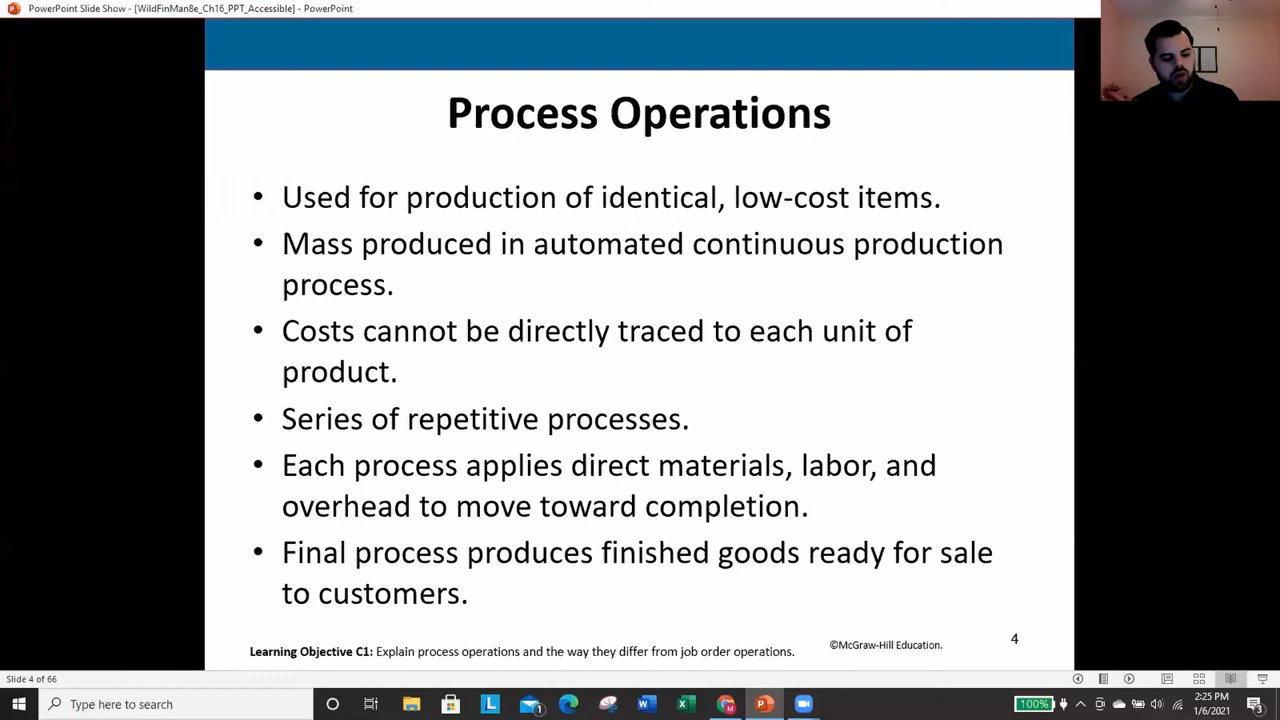 PowerPoint Slide Show - [WildFinMan8e_Ch16_PPT_Accessible] - PowerPoint
Process Operations
• Used for production of identical, low-cost items.
• Mass produced in automated continuous production
process.
• Costs cannot be directly traced to each unit of
product.
• Series of repetitive processes.
• Each process applies direct materials, labor, and
overhead to move toward completion.
• Final process produces finished goods ready for sale
to customers.
Learning Objective C1: Explain process operations and the way they differ from job order operations.
©McGraw-Hill Education.
4
Slide 4 of 66
Type here to search
100%
2:25 PM
1/6/2021